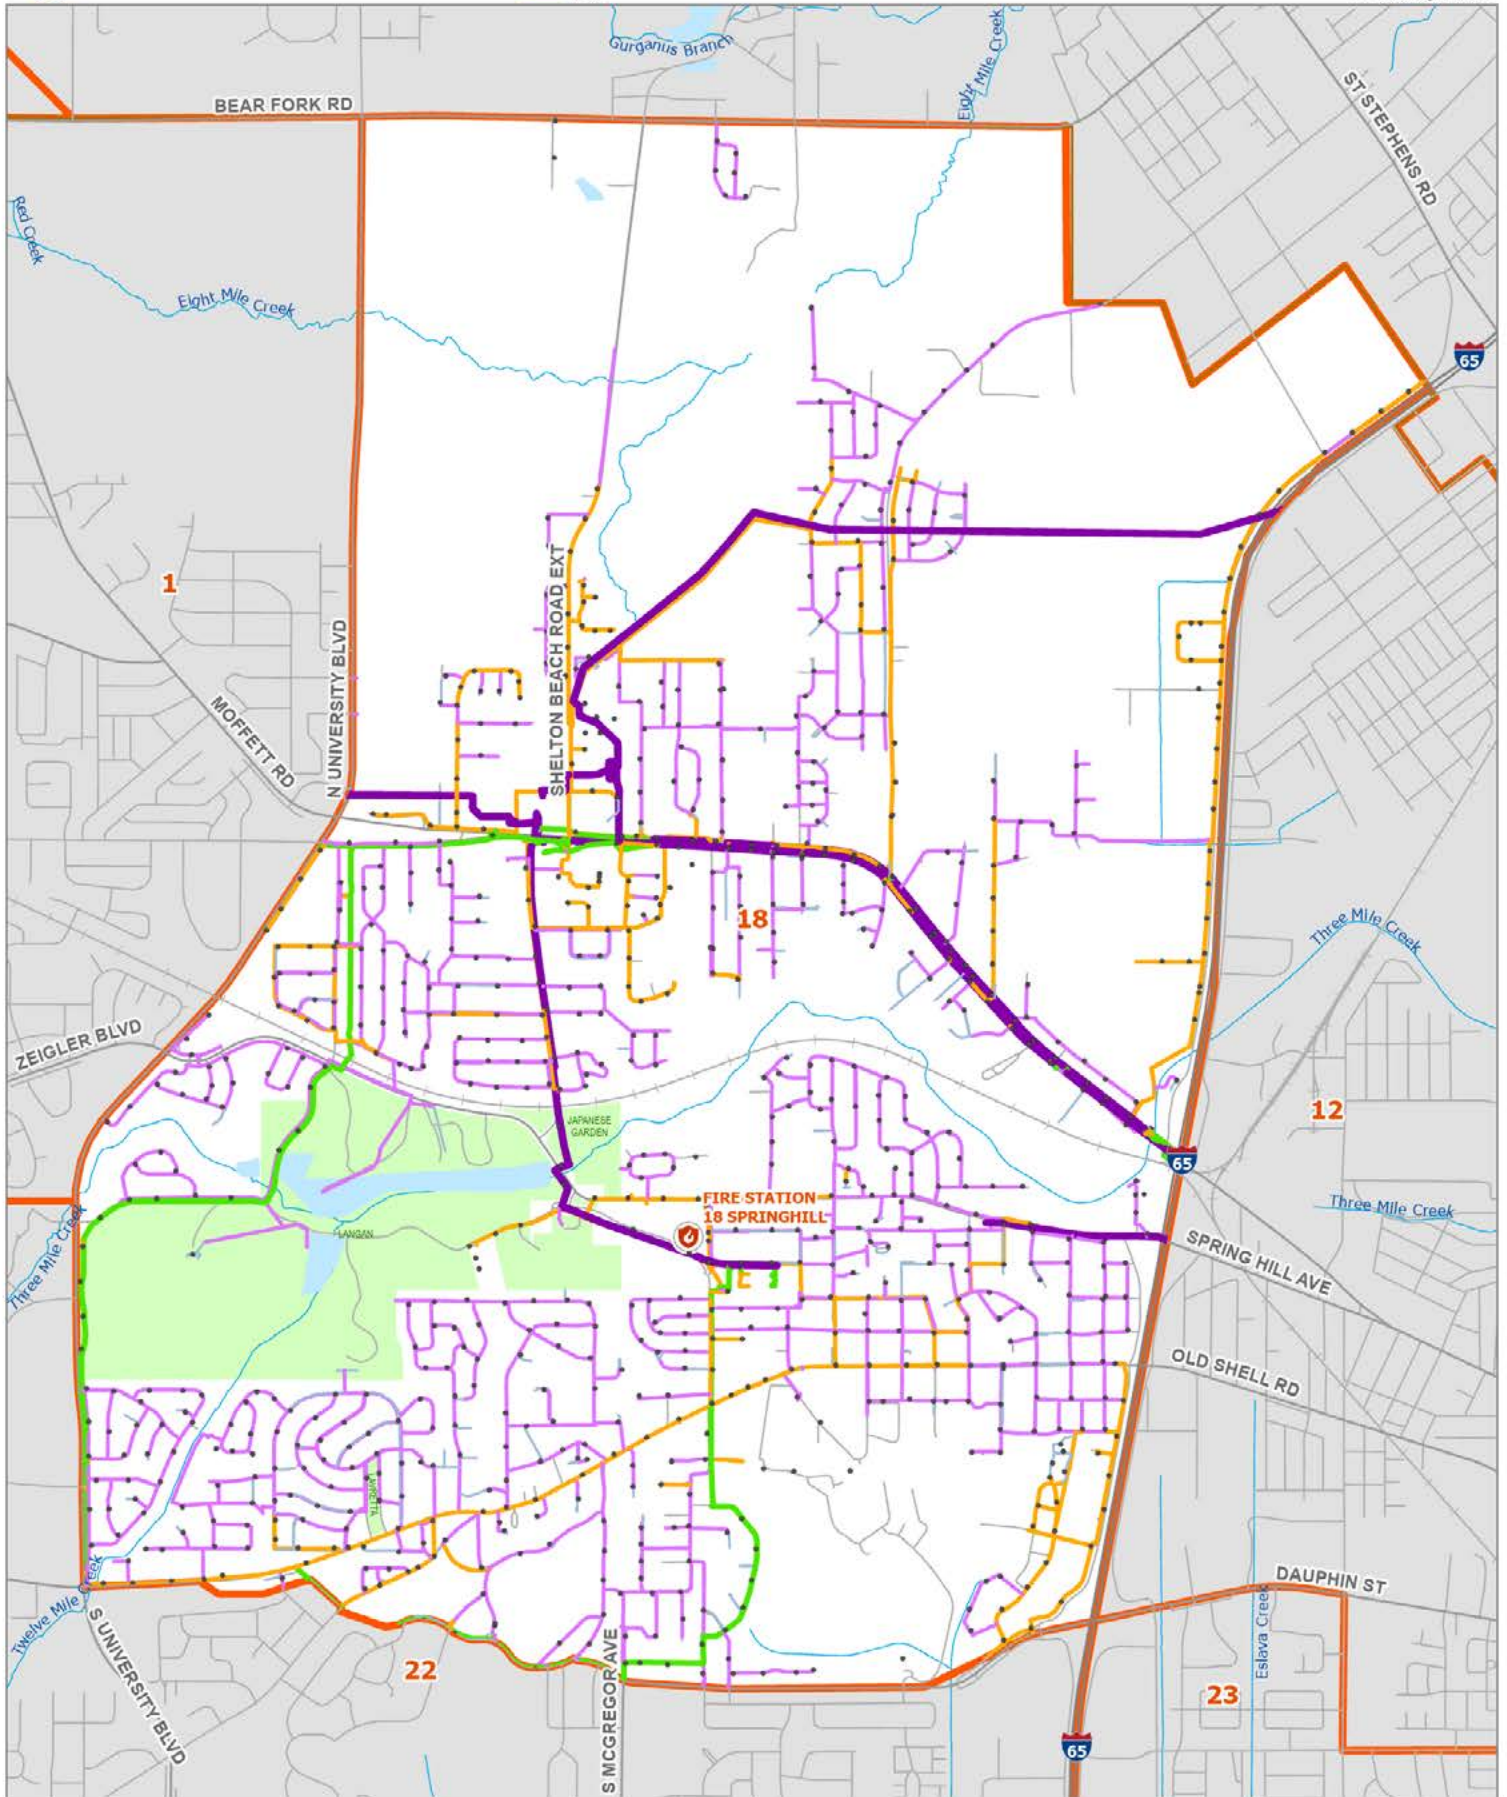 Gurganus Branch
Eight Mile Creek
ST STEPHENS RD
BEAR FORK RD
Red Creek
Eight Mile Creek
65
1
SHELTON BEACH ROAD EXT
N UNIVERSITY BLVD
MOFFETT RD
18
Three Mile Creek
ZEIGLER BLVD
12
JAPANESE
GARDEN
65
FIRE STATION
18 SPRINGHILL
Three Mile Creek
Three Mile Creek
LANGAN
SPRING HILL AVE
OLD SHELL RD
LAVRETTA
DAUPHIN ST
Twelve Mile Creek
S UNIVERSITY BLVD
22
S MCGREGOR AVE
Eslava Creek
23
65